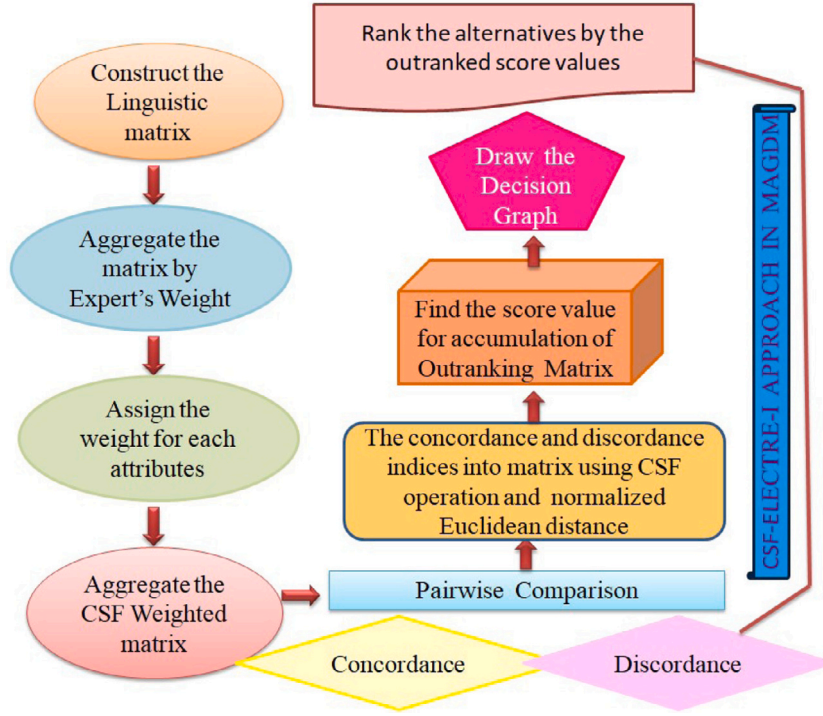 Construct the
Linguistic
matrix
Aggregate the
matrix by
Expert's Weight
Assign the
weight for each
attributes
Aggregate the
CSF Weighted
matrix
Pairwise Comparison
Concordance
Discordance
The concordance and discordance
indices into matrix using CSF
operation and normalized
Euclidean distance
Find the score value
for accumulation of
Outranking Matrix
Draw the
Decision
Graph
Rank the alternatives by the
outranked score values
CSF-ELECTRE-I APPROACH IN MAGDM